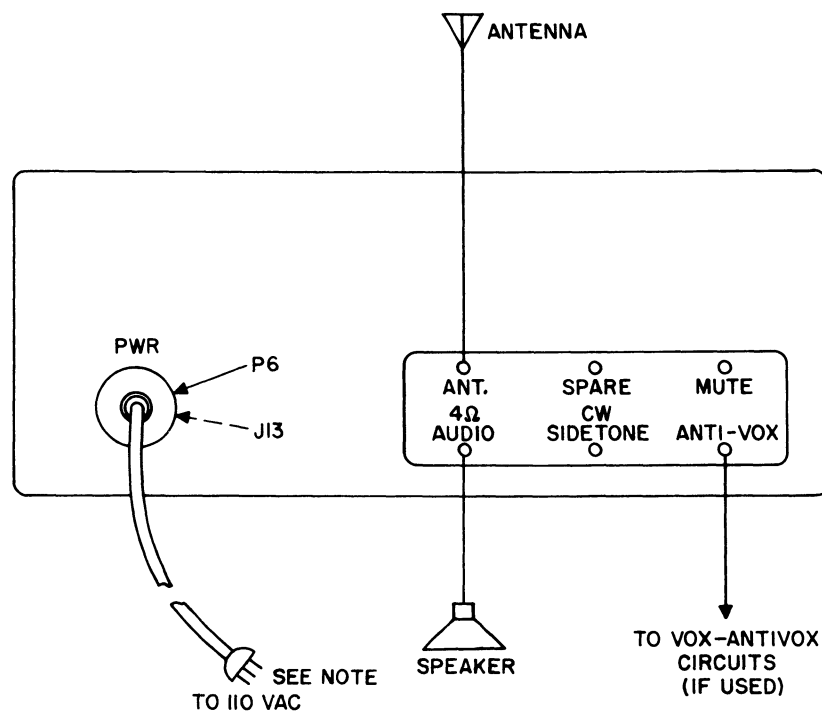 ANTENNA
PWR
P6
J13
ANT.
SPARE
MUTE
4Ω
AUDIO
CW
SIDETONE
ANTI-VOX
SPEAKER
TO VOX-ANTIVOX
CIRCUITS
(IF USED)
SEE NOTE
TO 110 VAC